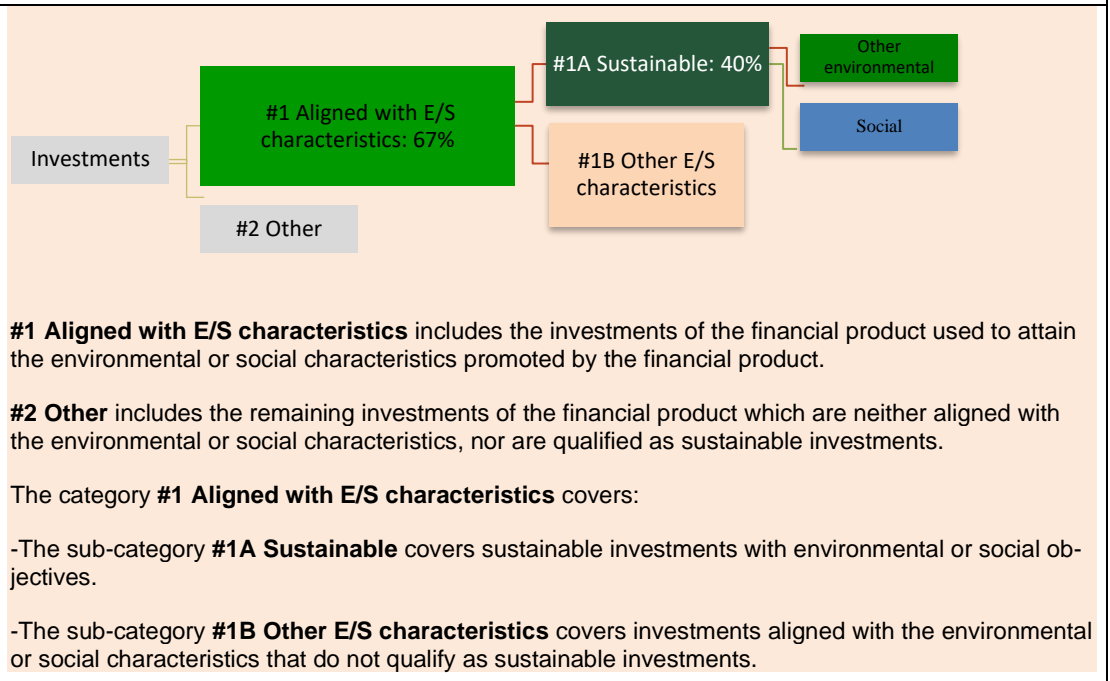 Investments
#1 Aligned with E/S
characteristics: 67%
#2 Other
#1A Sustainable: 40%
#1B Other E/S
characteristics
Other
environmental
Social
#1 Aligned with E/S characteristics includes the investments of the financial product used to attain
the environmental or social characteristics promoted by the financial product.
#2 Other includes the remaining investments of the financial product which are neither aligned with
the environmental or social characteristics, nor are qualified as sustainable investments.
The category #1 Aligned with E/S characteristics covers:
-The sub-category #1A Sustainable covers sustainable investments with environmental or social ob-
jectives.
-The sub-category #1B Other E/S characteristics covers investments aligned with the environmental
or social characteristics that do not qualify as sustainable investments.